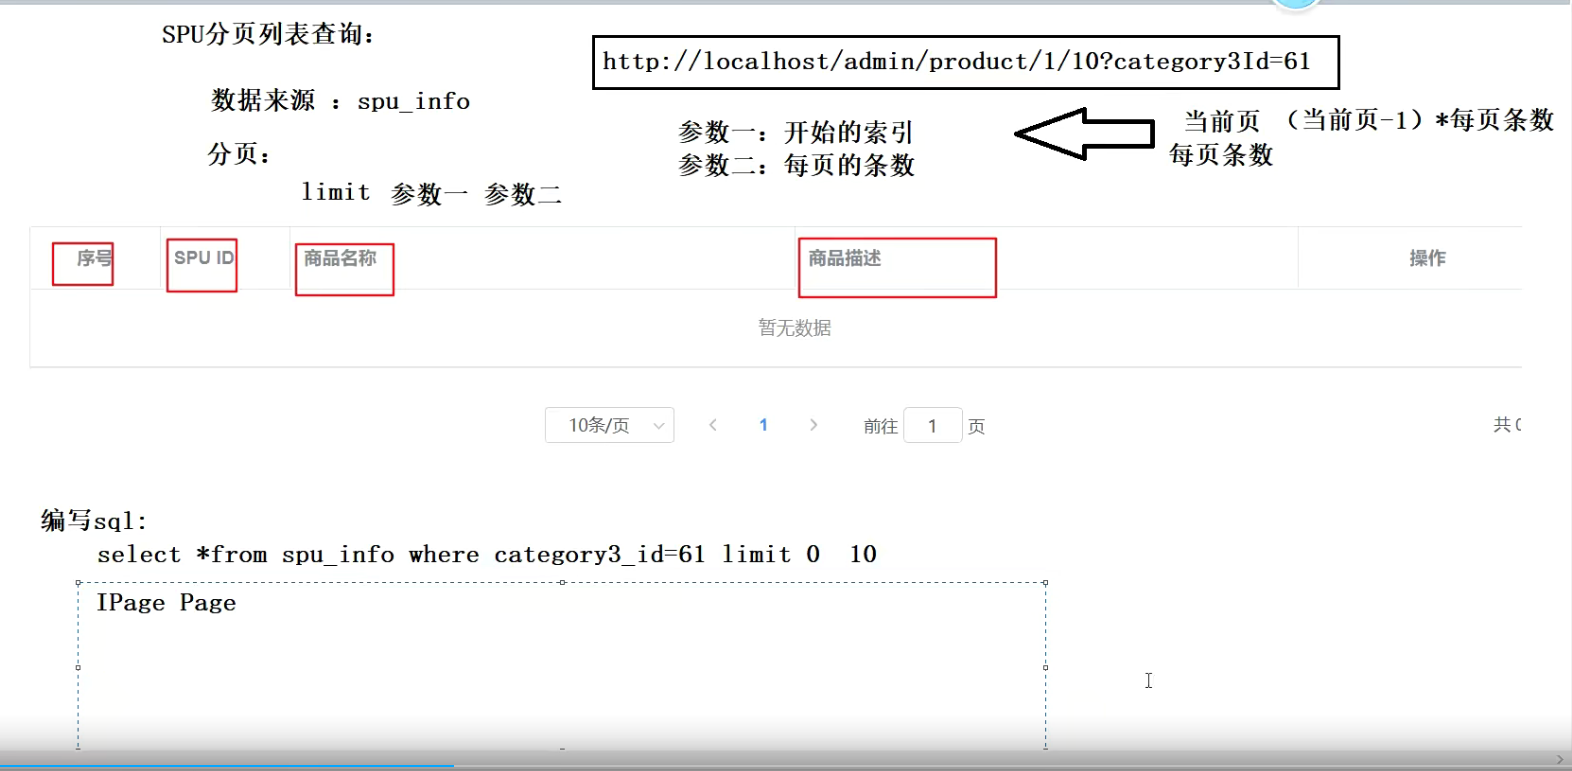 SPU分页列表查询:
http://localhost/admin/product/1/10?category3Id=61
数据来源 : spu_info
参数一: 开始的索引
当前页 （当前页-1）*每页条数
分页:
参数二: 每页的条数
每页条数
limit 参数一 参数二
序号 SPU ID 商品名称 商品描述 操作
暂无数据
10条/页 < 1 > 前往 1 页 共
编写sql:
select *from spu_info where category3_id=61 limit 0 10
IPage Page